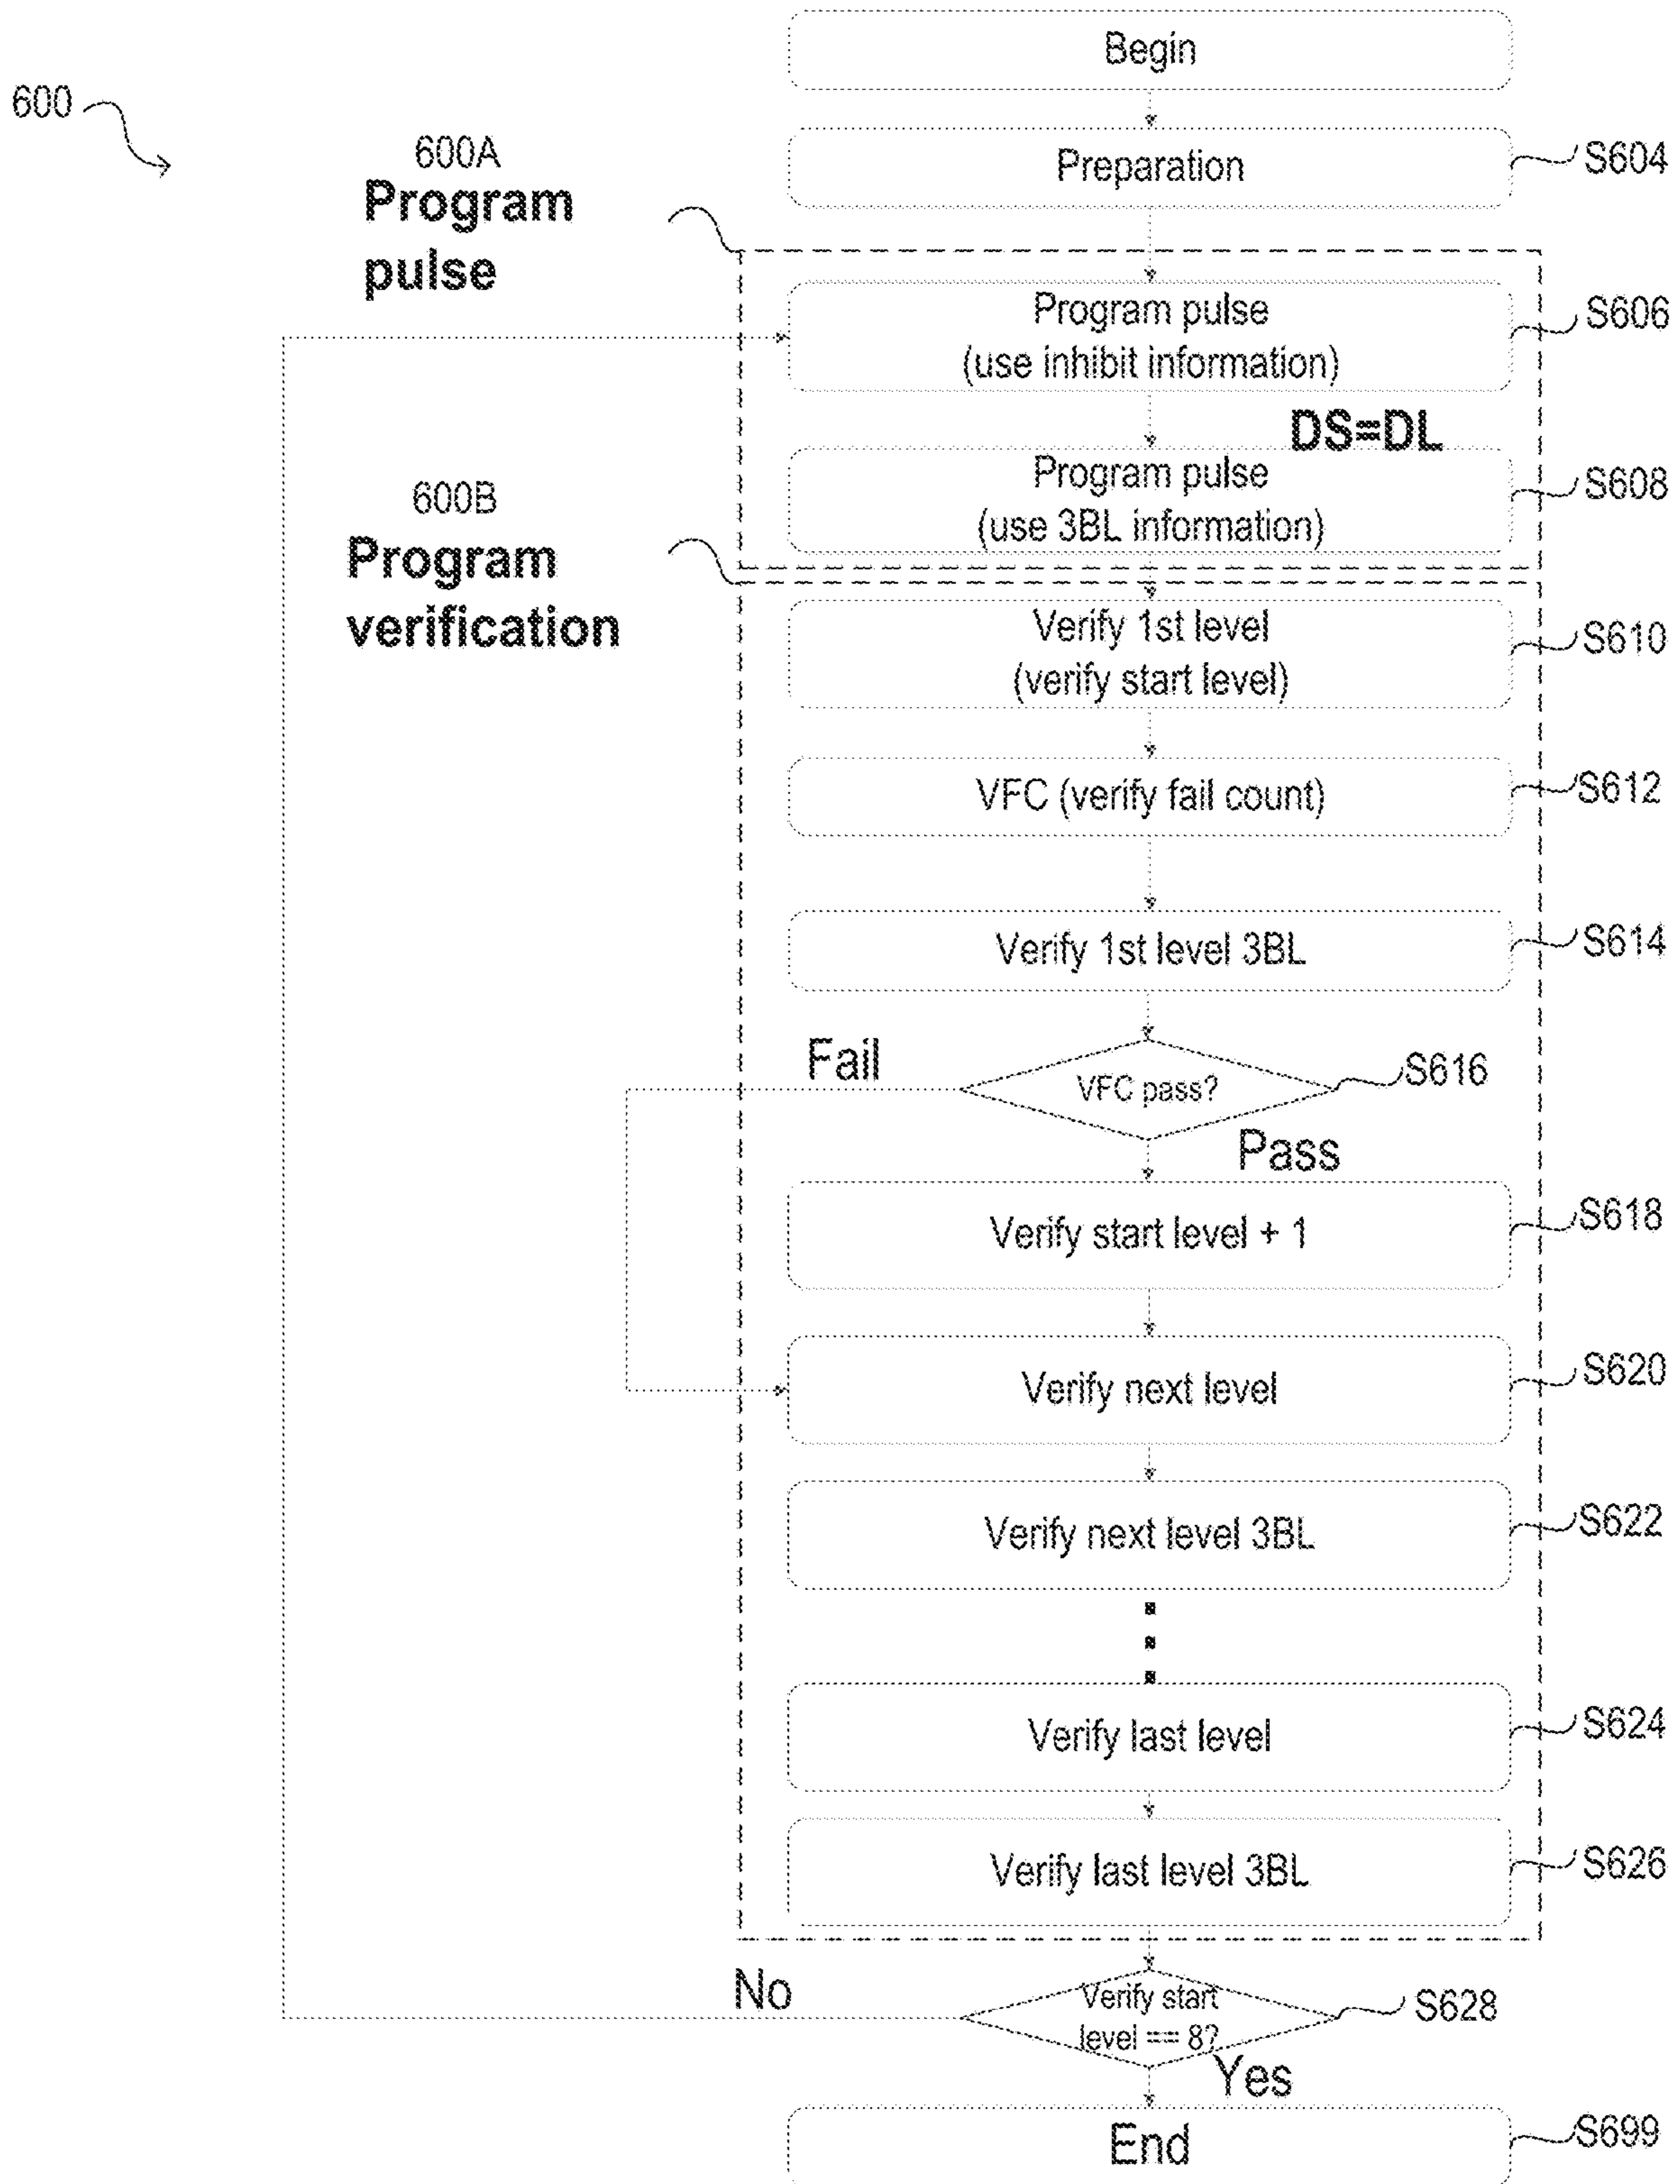 Begin
600
Preparation
S604
600A
Program
pulse
Program pulse
(use inhibit information)
S606
DS=DL
Program pulse
(use 3BL information)
S608
600B
Program
verification
Verify 1st level
(verify start level)
S610
VFC (verify fail count)
S612
Verify 1st level 3BL
S614
Fail
VFC pass?
S616
Pass
Verify start level + 1
S618
Verify next level
S620
Verify next level 3BL
S622
Verify last level
S624
Verify last level 3BL
S626
No
Verify start
level == 8?
S628
Yes
End
S699